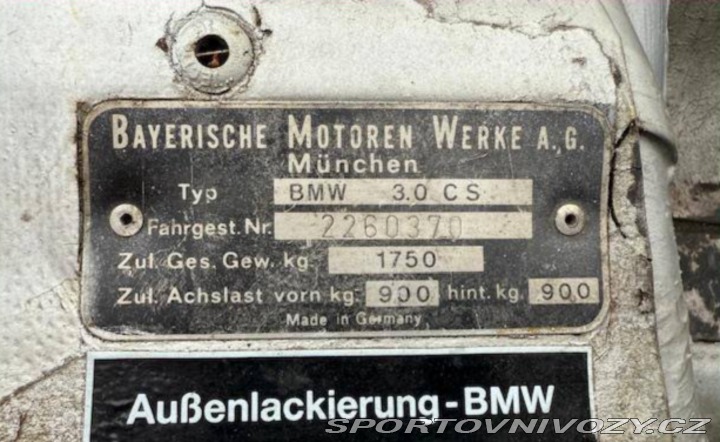 BAYERISCHE MOTOREN WERKE A.G.
München
Typ BMW 3.0 CS
Fahrgest. Nr. 2260370
Zul. Ges. Gew. kg. 1750
Zul. Achslast vorn kg. 900 hint. kg. 900
Made in Germany
Außenlackierung-BMW
SPORTOVNIVOZY.CZ